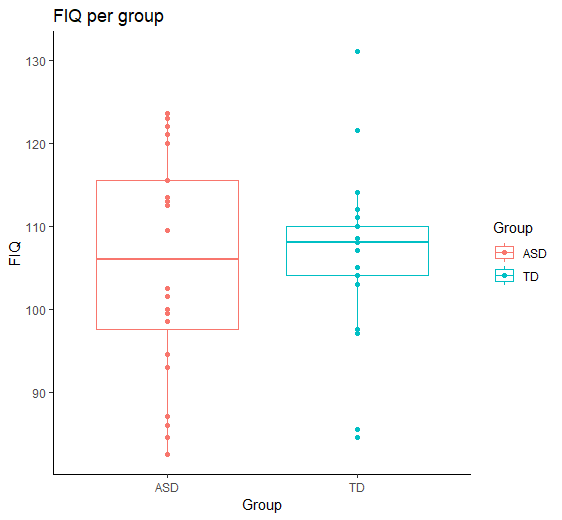 FIQ per group
130
120
110
100
90
FIQ
ASD
TD
Group
Group
ASD
TD